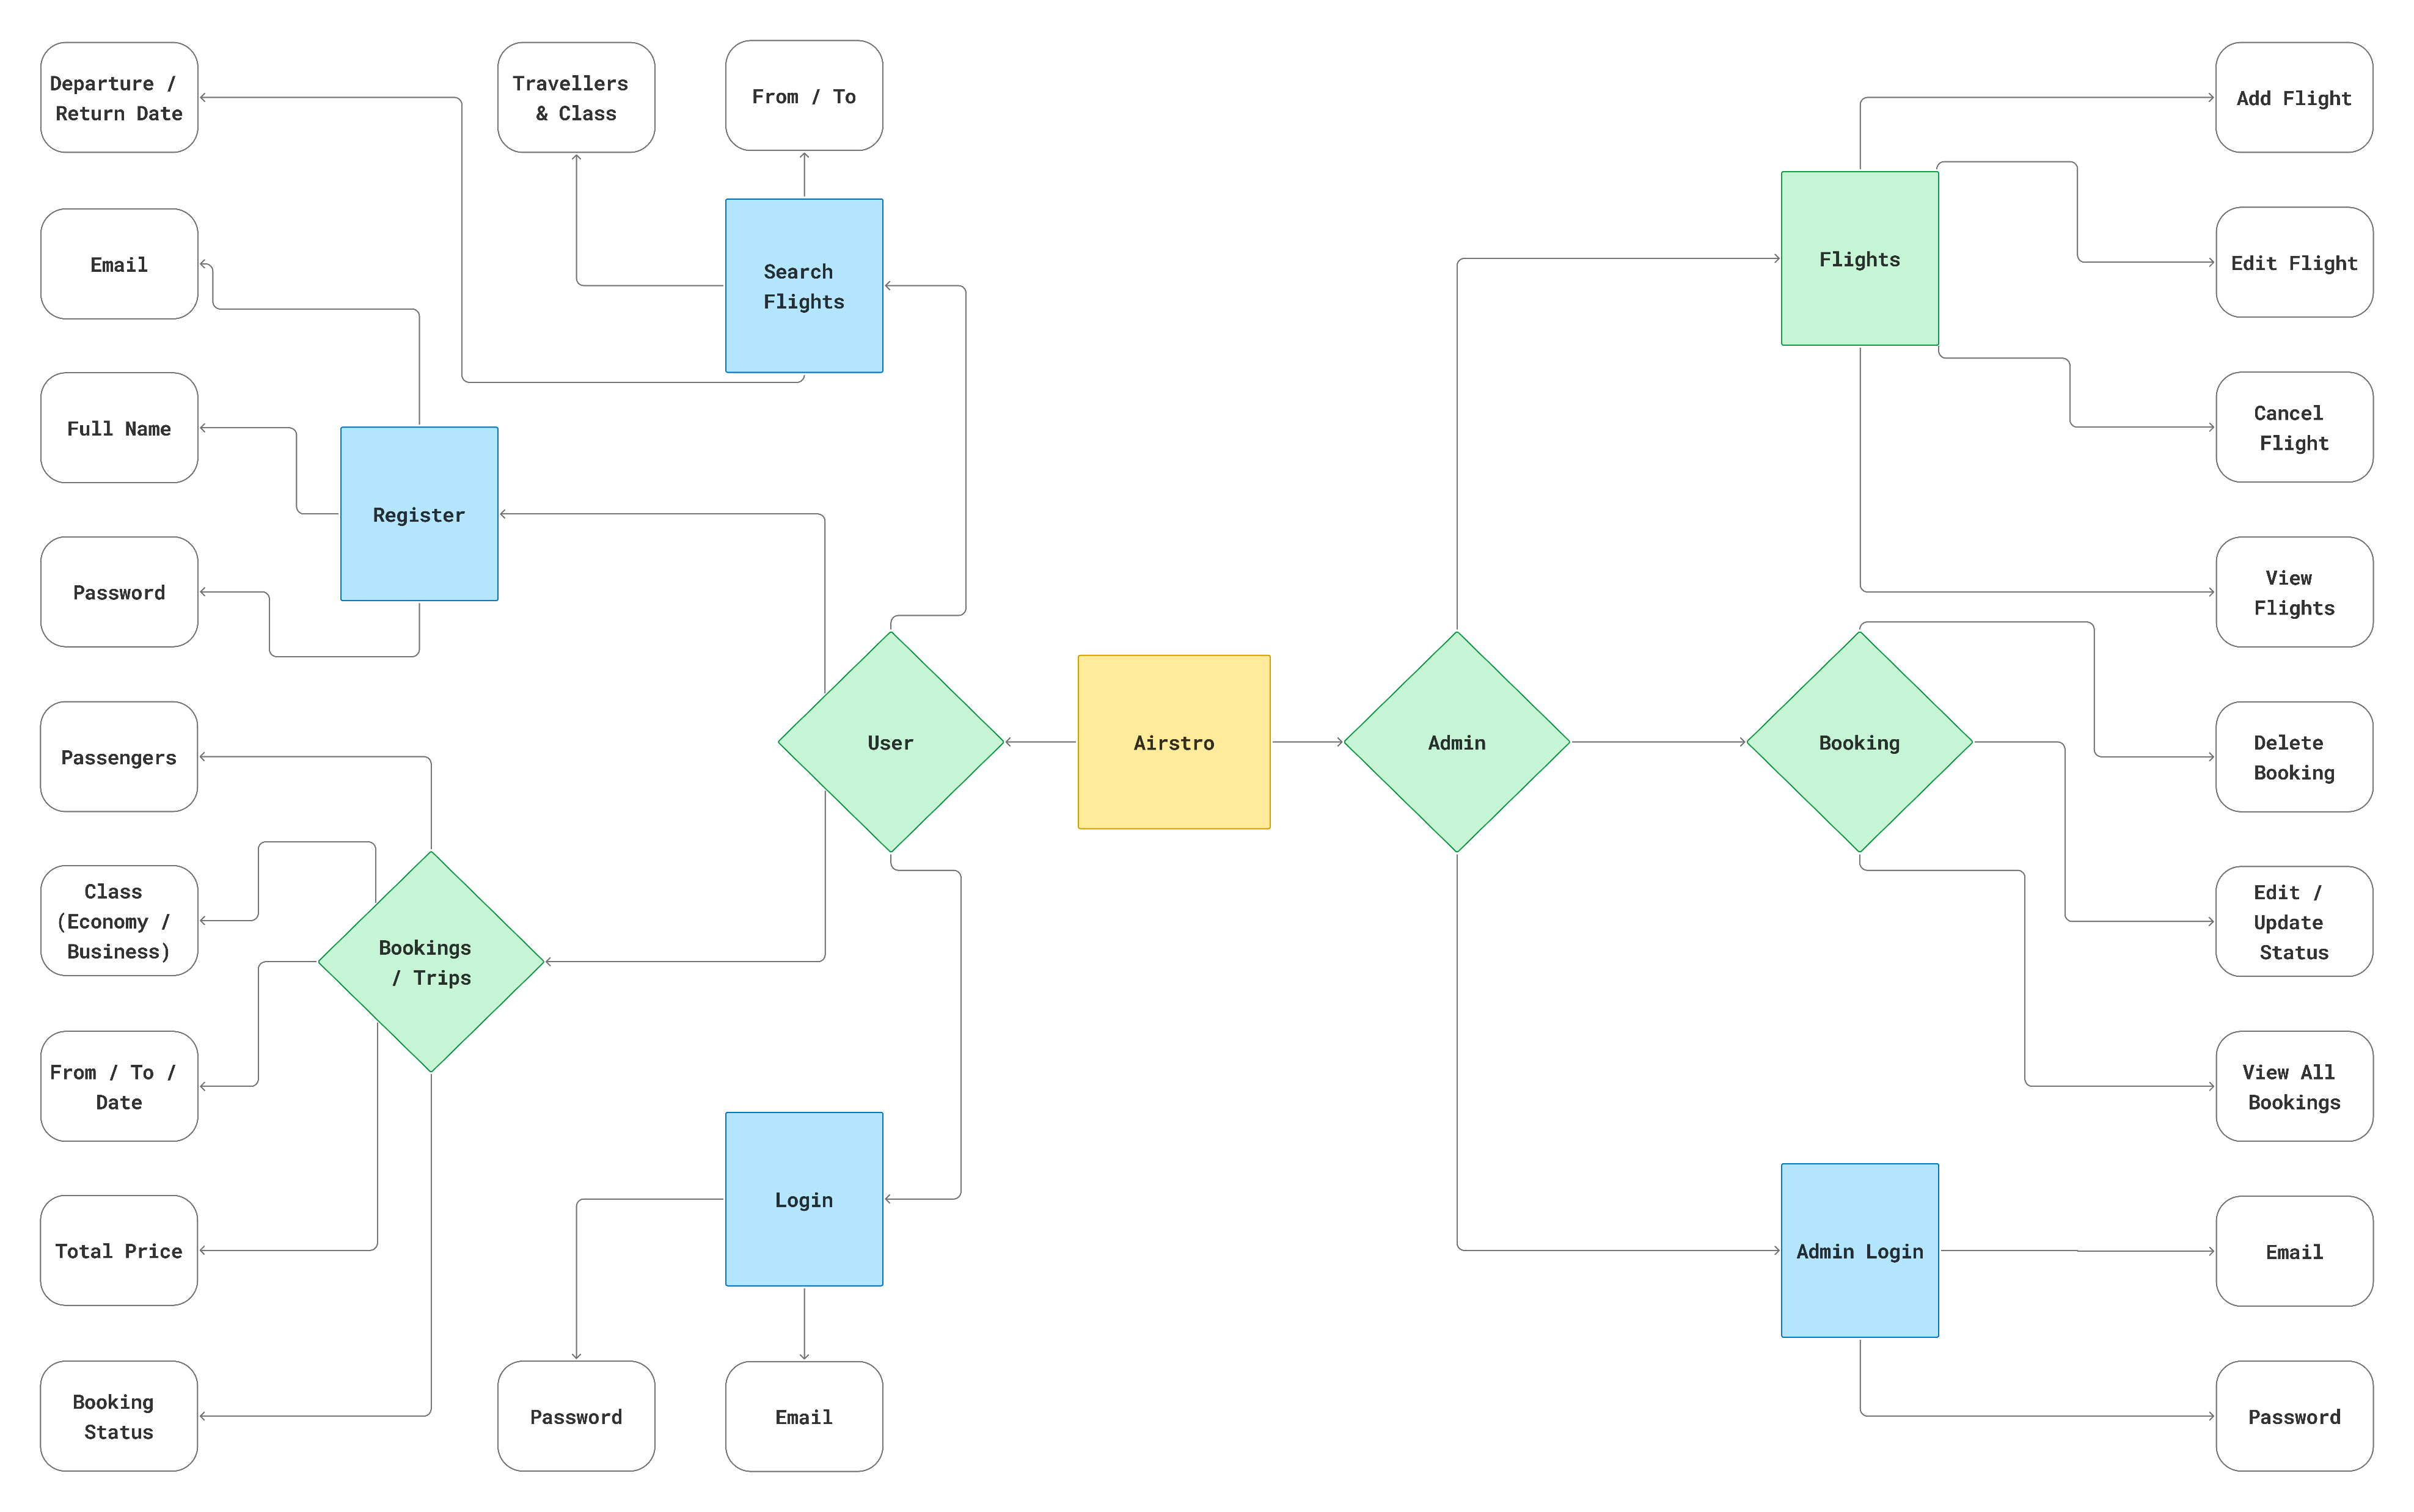 Departure /
Return Date
Travellers
& Class
From / To
Add Flight
Email
Search
Flights
Flights
Edit Flight
Full Name
Register
Cancel
Flight
Password
View
Flights
Passengers
User
Airstro
Admin
Booking
Delete
Booking
Class
(Economy /
Business)
Bookings
/ Trips
Edit /
Update
Status
From / To /
Date
View All
Bookings
Total Price
Login
Admin Login
Email
Booking
Status
Password
Email
Password